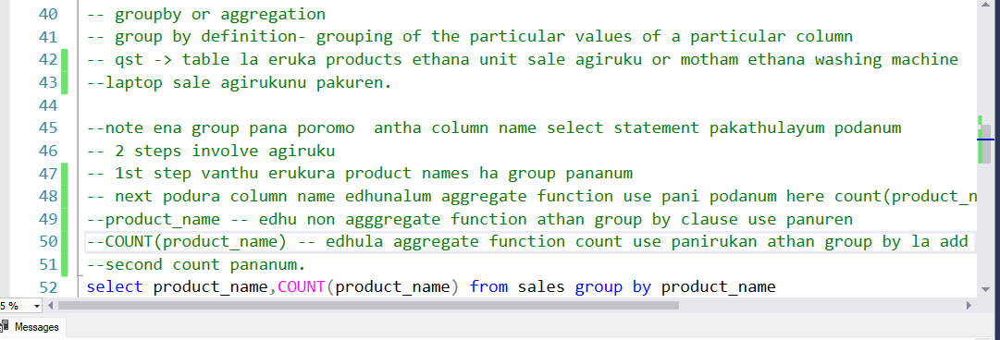 40 -- groupby or aggregation
41 -- group by definition- grouping of the particular values of a particular column
42 -- qst -> table la eruka products ethana unit sale agiruku or motham ethana washing machine
43 --laptop sale agirukunu pakuren.
44
45 --note ena group pana poromo  antha column name select statement pakathulayum podanum
46 -- 2 steps involve agiruku
47 -- 1st step vanthu erukura product names ha group pananum
48 -- next podura column name edhunalum aggregate function use pani podanum here count(product_n
49 --product_name -- edhu non agggregate function athan group by clause use panuren
50 --COUNT(product_name) -- edhula aggregate function count use panirukan athan group by la add
51 --second count pananum.
52 select product_name,COUNT(product_name) from sales group by product_name
5 %
Messages